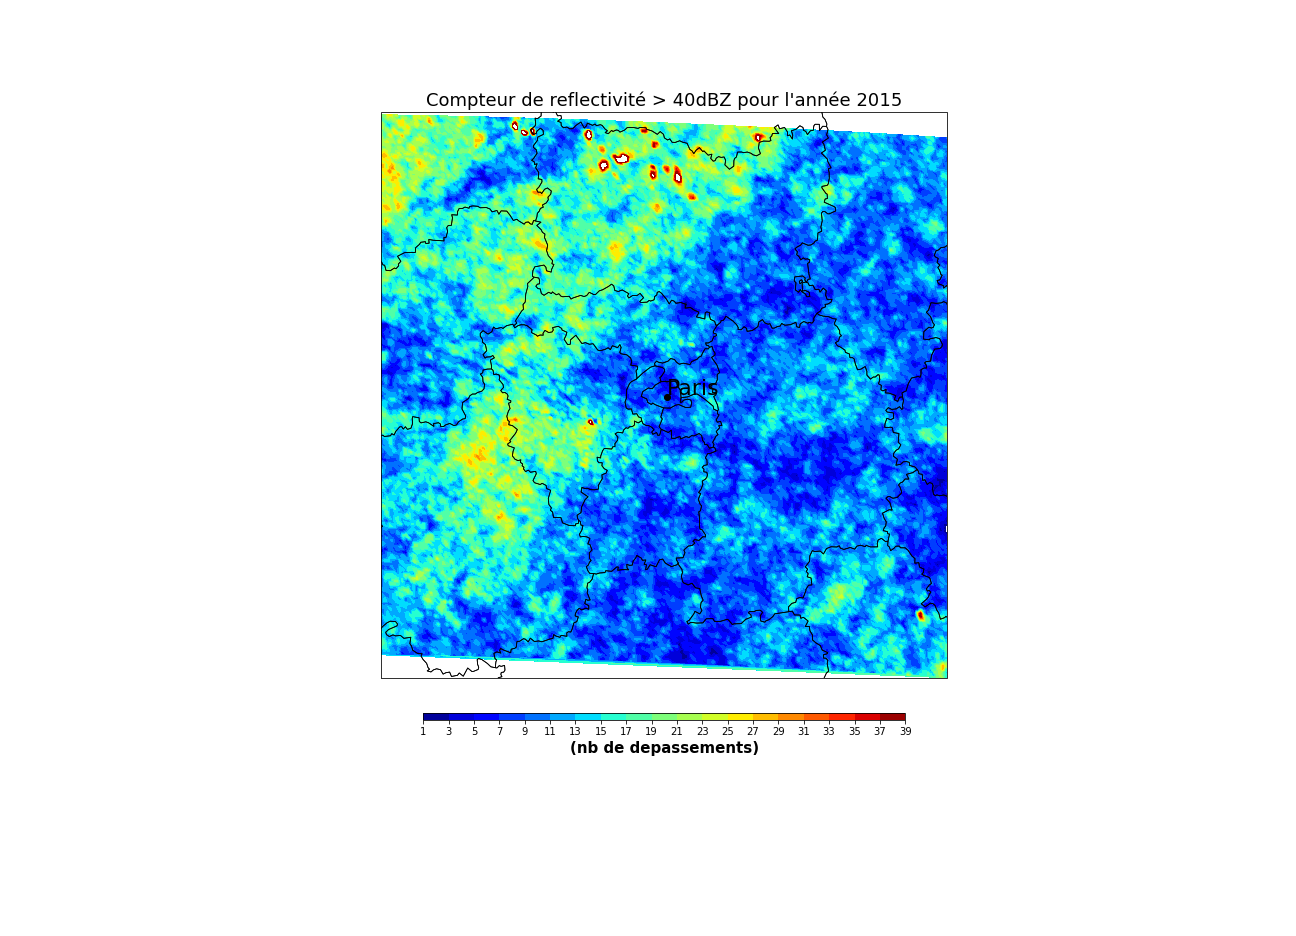 Compteur de reflectivité > 40dBZ pour l'année 2015
Paris
1 3 5 7 9 11 13 15 17 19 21 23 25 27 29 31 33 35 37 39
(nb de depassements)